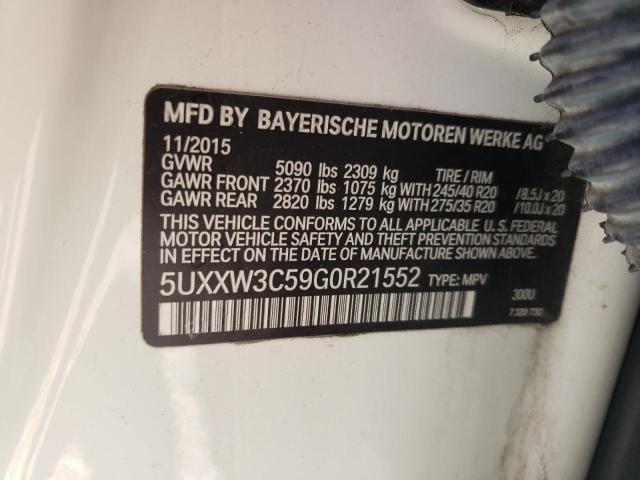 MFD BY BAYERISCHE MOTOREN WERKE AG
11/2015
GVWR 5090 lbs 2309 kg TIRE / RIM
GAWR FRONT 2370 lbs 1075 kg WITH 245/40 R20 /8.5J x 20
GAWR REAR 2820 lbs 1279 kg WITH 275/35 R20 /10.0J x 20
THIS VEHICLE CONFORMS TO ALL APPLICABLE U.S. FEDERAL
MOTOR VEHICLE SAFETY AND THEFT PREVENTION STANDARDS
IN EFFECT ON THE DATE OF MANUFACTURE SHOWN ABOVE.
5UXXW3C59G0R21552 TYPE: MPV
300U
7 320 730